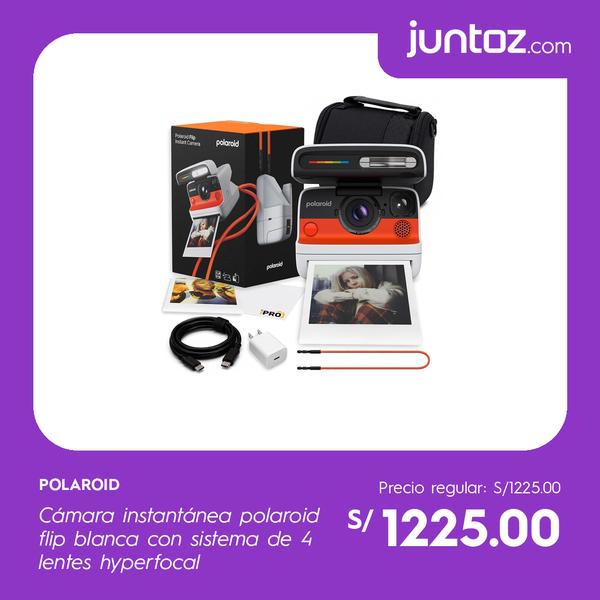 juntoz.com
Polaroid Flip
Instant Camera
polaroid
polaroid
polaroid
PRO
POLAROID
Cámara instantánea polaroid
flip blanca con sistema de 4
lentes hyperfocal
Precio regular: S/1225.00
S/ 1225.00